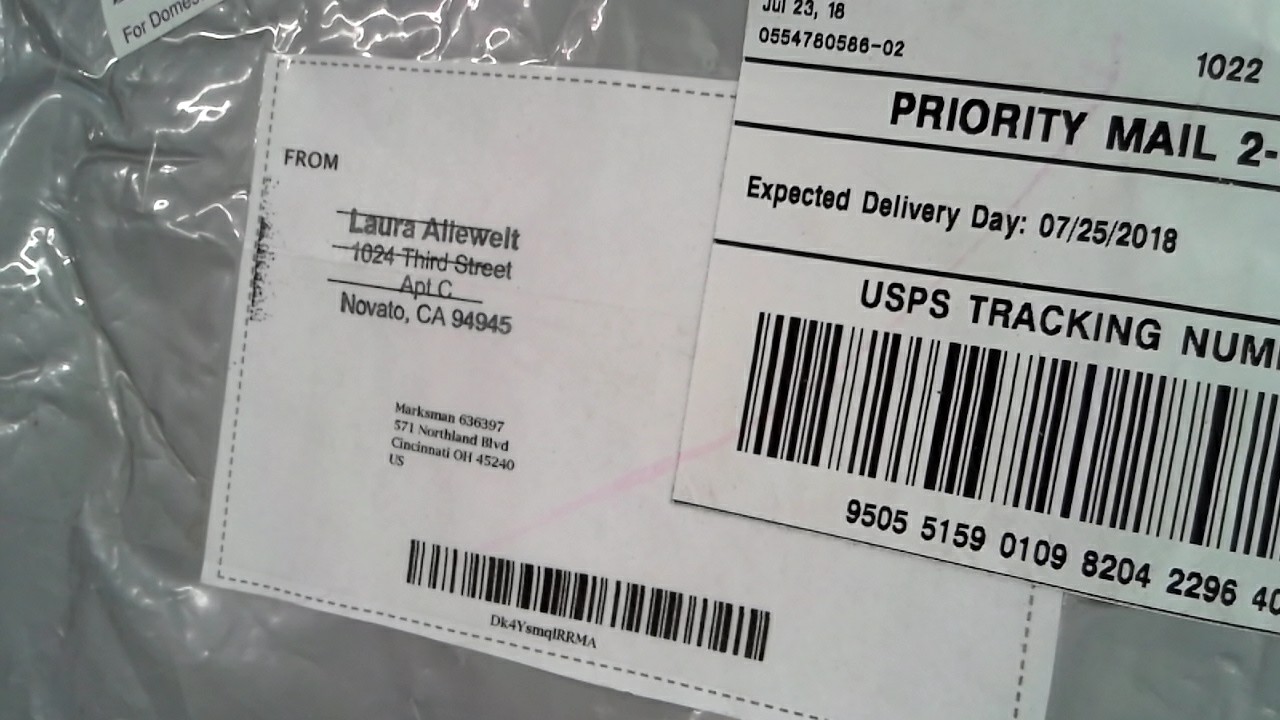 For Domes
FROM
Laura Allewelt
1024 Third Street
Apt C
Novato, CA 94945
Marksman 636397
571 Northland Blvd
Cincinnati OH 45240
US
Dk4YsmqlRRMA
Jul 23, 18
0554780586-02
1022
PRIORITY MAIL 2-
Expected Delivery Day: 07/25/2018
USPS TRACKING NUM
9505 5159 0109 8204 2296 40